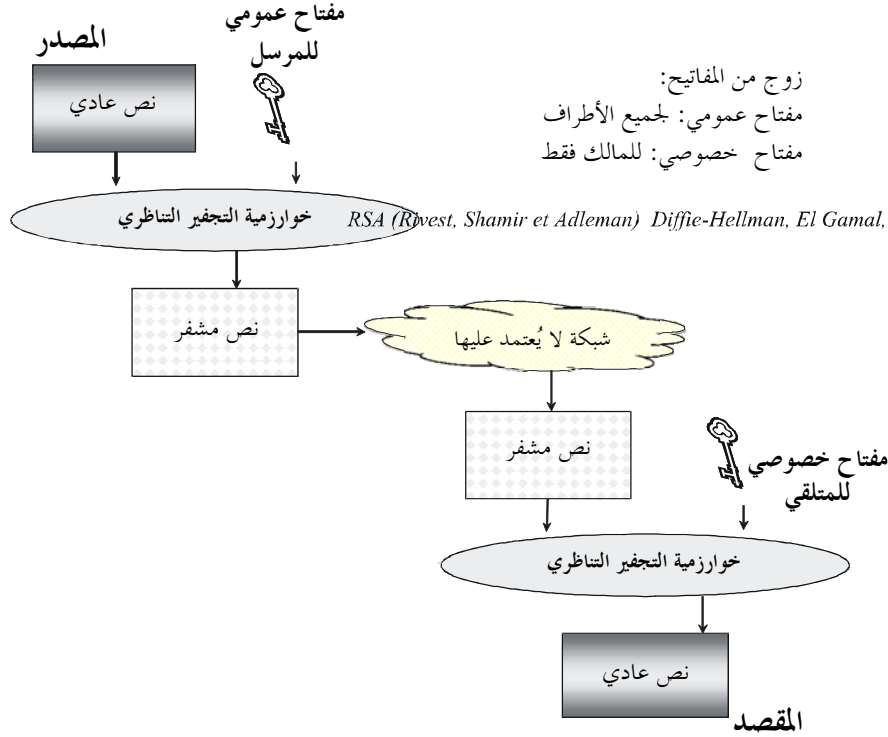 المصدر
مفتاح عمومي
للمرسل
نص عادي
زوج من المفاتيح:
مفتاح عمومي: لجميع الأطراف
مفتاح خصوصي: للمالك فقط
خوارزمية التجفير التناظري
RSA (Rivest, Shamir et Adleman) Diffie-Hellman, El Gamal,
نص مشفر
شبكة لا يُعتمد عليها
نص مشفر
مفتاح خصوصي
للمتلقي
خوارزمية التجفير التناظري
نص عادي
المقصد